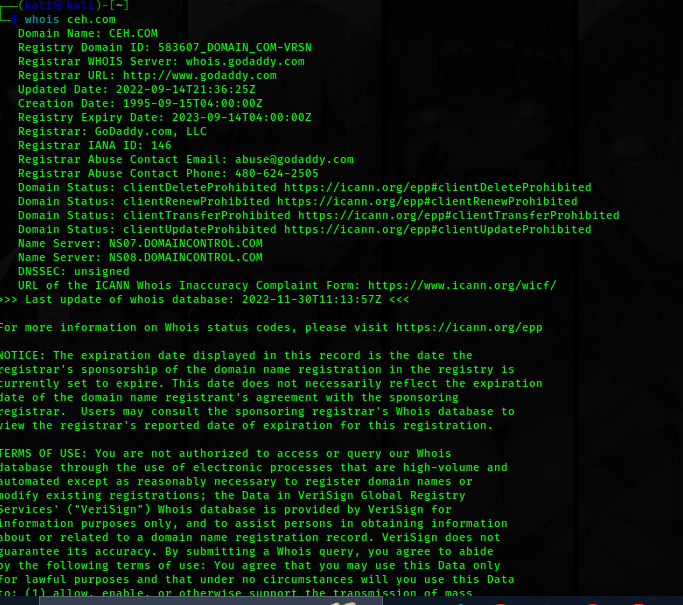 (kali㉿kali)-[~]
$ whois ceh.com
Domain Name: CEH.COM
Registry Domain ID: 583607_DOMAIN_COM-VRSN
Registrar WHOIS Server: whois.godaddy.com
Registrar URL: http://www.godaddy.com
Updated Date: 2022-09-14T21:36:25Z
Creation Date: 1995-09-15T04:00:00Z
Registry Expiry Date: 2023-09-14T04:00:00Z
Registrar: GoDaddy.com, LLC
Registrar IANA ID: 146
Registrar Abuse Contact Email: abuse@godaddy.com
Registrar Abuse Contact Phone: 480-624-2505
Domain Status: clientDeleteProhibited https://icann.org/epp#clientDeleteProhibited
Domain Status: clientRenewProhibited https://icann.org/epp#clientRenewProhibited
Domain Status: clientTransferProhibited https://icann.org/epp#clientTransferProhibited
Domain Status: clientUpdateProhibited https://icann.org/epp#clientUpdateProhibited
Name Server: NS07.DOMAINCONTROL.COM
Name Server: NS08.DOMAINCONTROL.COM
DNSSEC: unsigned
URL of the ICANN Whois Inaccuracy Complaint Form: https://www.icann.org/wicf/
>>> Last update of whois database: 2022-11-30T11:13:57Z <<<
For more information on Whois status codes, please visit https://icann.org/epp
NOTICE: The expiration date displayed in this record is the date the
registrar's sponsorship of the domain name registration in the registry is
currently set to expire. This date does not necessarily reflect the expiration
date of the domain name registrant's agreement with the sponsoring
registrar.  Users may consult the sponsoring registrar's Whois database to
view the registrar's reported date of expiration for this registration.
TERMS OF USE: You are not authorized to access or query our Whois
database through the use of electronic processes that are high-volume and
automated except as reasonably necessary to register domain names or
modify existing registrations; the Data in VeriSign Global Registry
Services' ("VeriSign") Whois database is provided by VeriSign for
information purposes only, and to assist persons in obtaining information
about or related to a domain name registration record. VeriSign does not
guarantee its accuracy. By submitting a Whois query, you agree to abide
by the following terms of use: You agree that you may use this Data only
for lawful purposes and that under no circumstances will you use this Data
to: (1) allow, enable, or otherwise support the transmission of mass